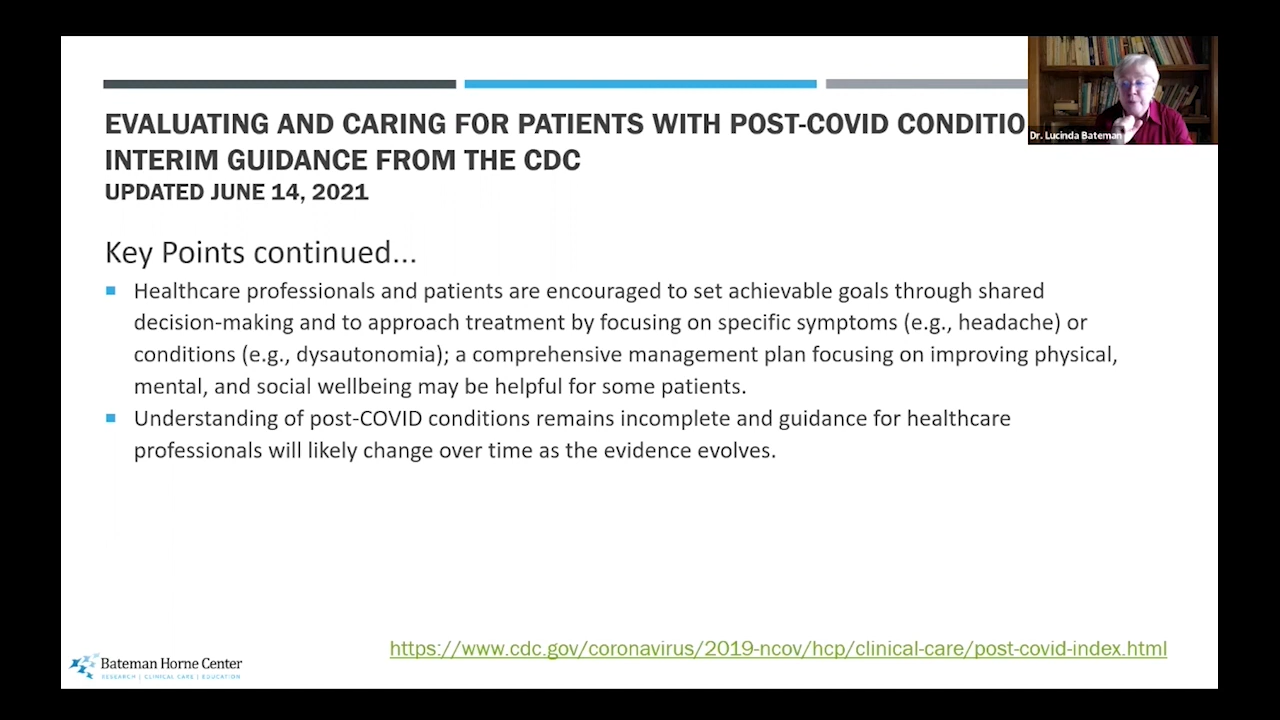 EVALUATING AND CARING FOR PATIENTS WITH POST-COVID CONDITIO
INTERIM GUIDANCE FROM THE CDC
UPDATED JUNE 14, 2021
Dr. Lucinda Bateman
Key Points continued...
Healthcare professionals and patients are encouraged to set achievable goals through shared
decision-making and to approach treatment by focusing on specific symptoms (e.g., headache) or
conditions (e.g., dysautonomia); a comprehensive management plan focusing on improving physical,
mental, and social wellbeing may be helpful for some patients.
Understanding of post-COVID conditions remains incomplete and guidance for healthcare
professionals will likely change over time as the evidence evolves.
https://www.cdc.gov/coronavirus/2019-ncov/hcp/clinical-care/post-covid-index.html
Bateman Horne Center
RESEARCH | CLINICAL CARE | EDUCATION